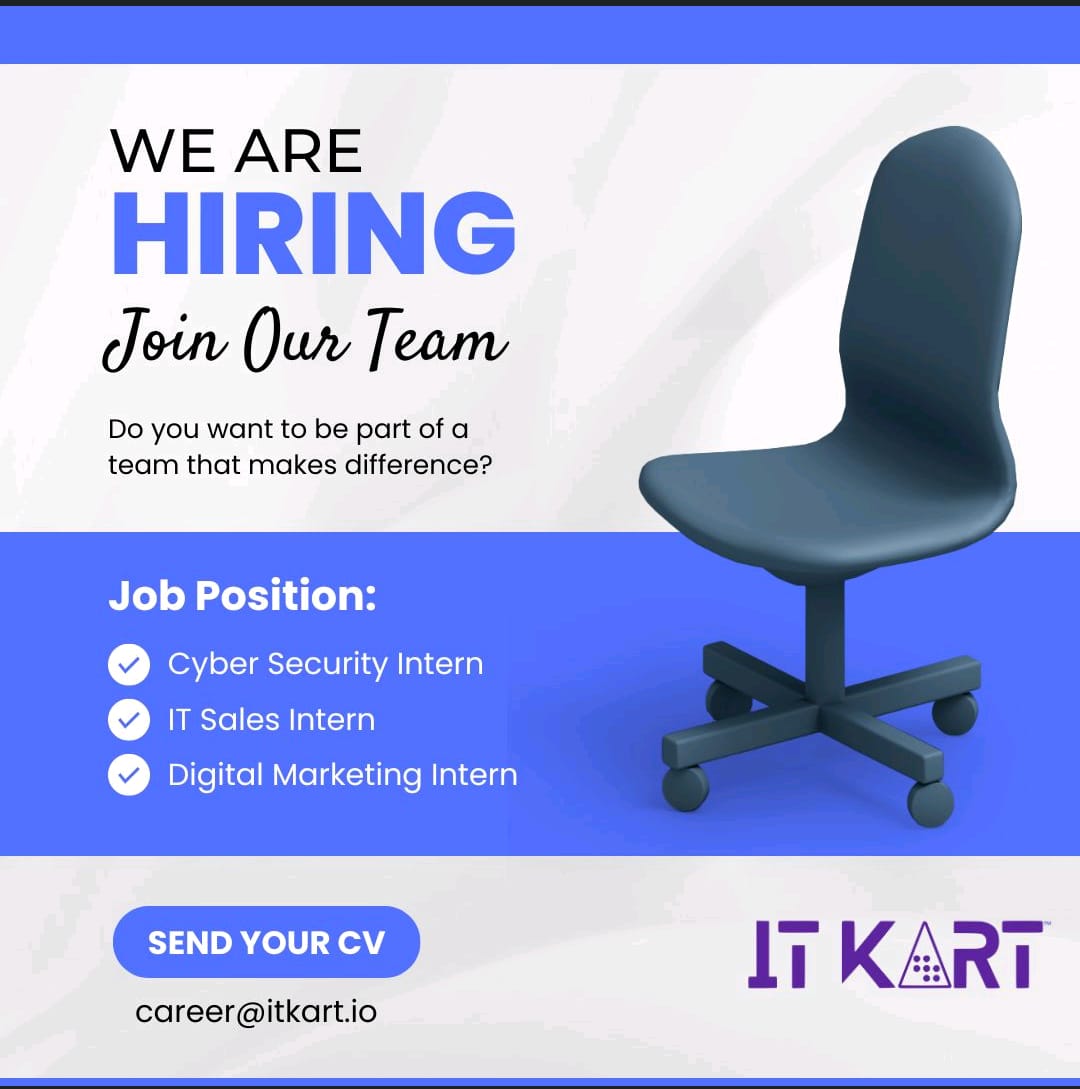 WE ARE
HIRING
Join Our Team
Do you want to be part of a
team that makes difference?
Job Position:
Cyber Security Intern
IT Sales Intern
Digital Marketing Intern
SEND YOUR CV
career@itkart.io
IT KART™